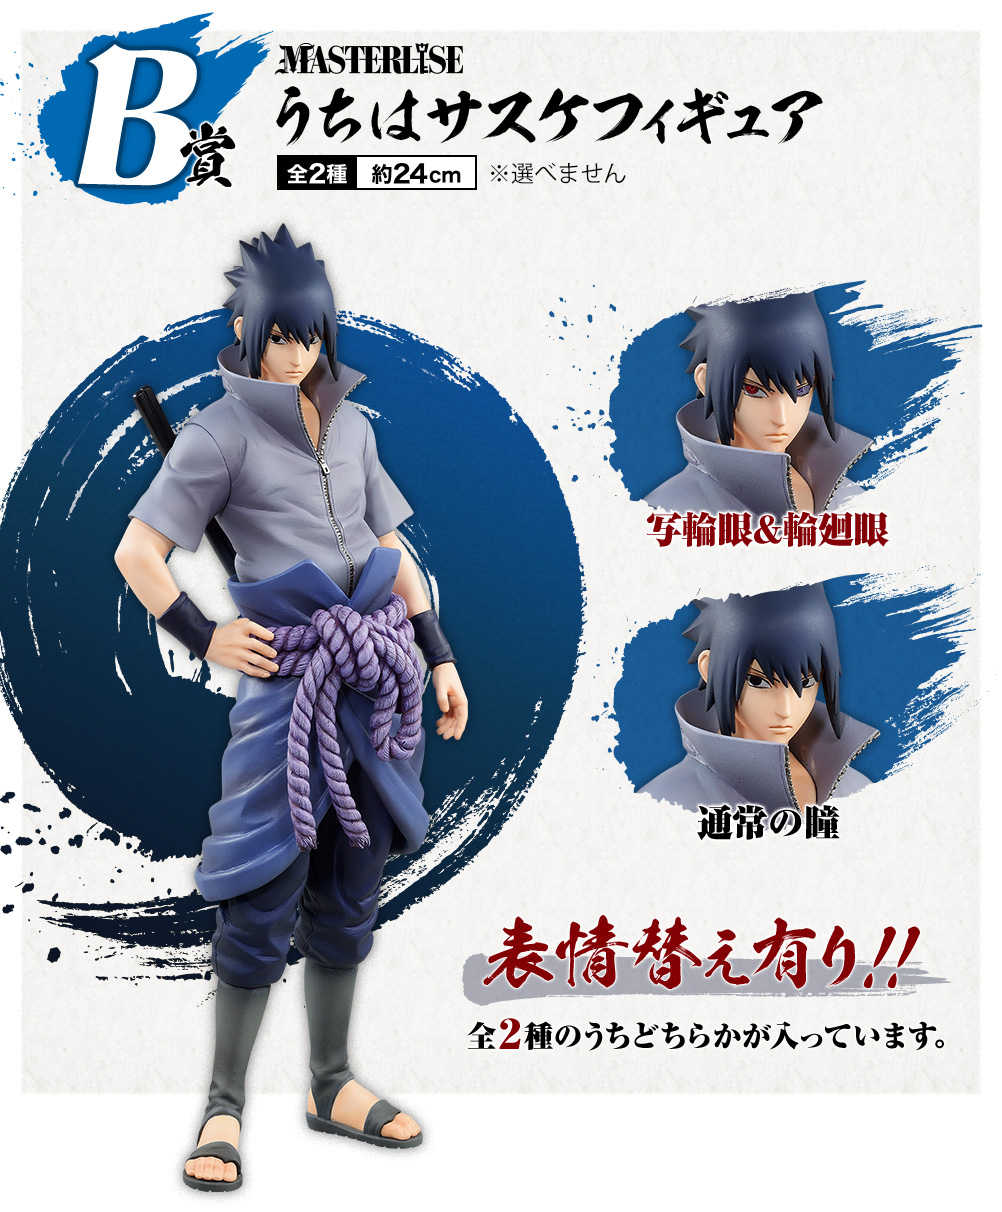 B賞
MASTERLISE
うちはサスケフィギュア
全2種 約24cm ※選べません
写輪眼&輪廻眼
通常の瞳
表情替え有り!!
全2種のうちどちらかが入っています。